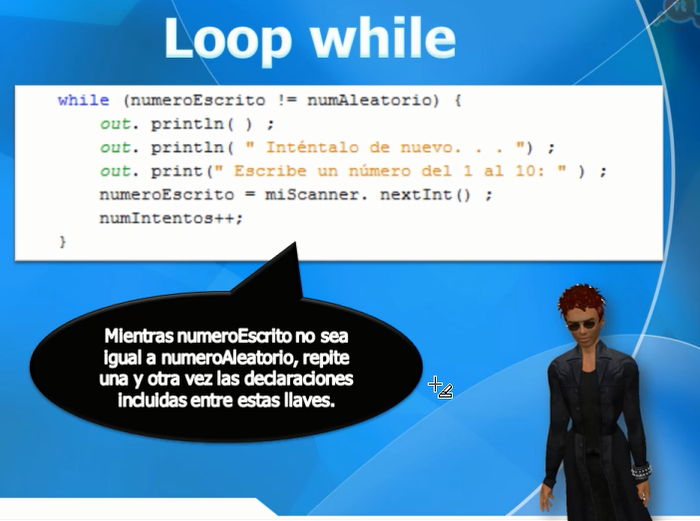 Loop while
while (numeroEscrito != numAleatorio) {
out. println( ) ;
out. println( " Inténtalo de nuevo. . . ") ;
out. print(" Escribe un número del 1 al 10: " ) ;
numeroEscrito = miScanner. nextInt() ;
numIntentos++;
}
Mientras numeroEscrito no sea
igual a numeroAleatorio, repite
una y otra vez las declaraciones
incluidas entre estas llaves.